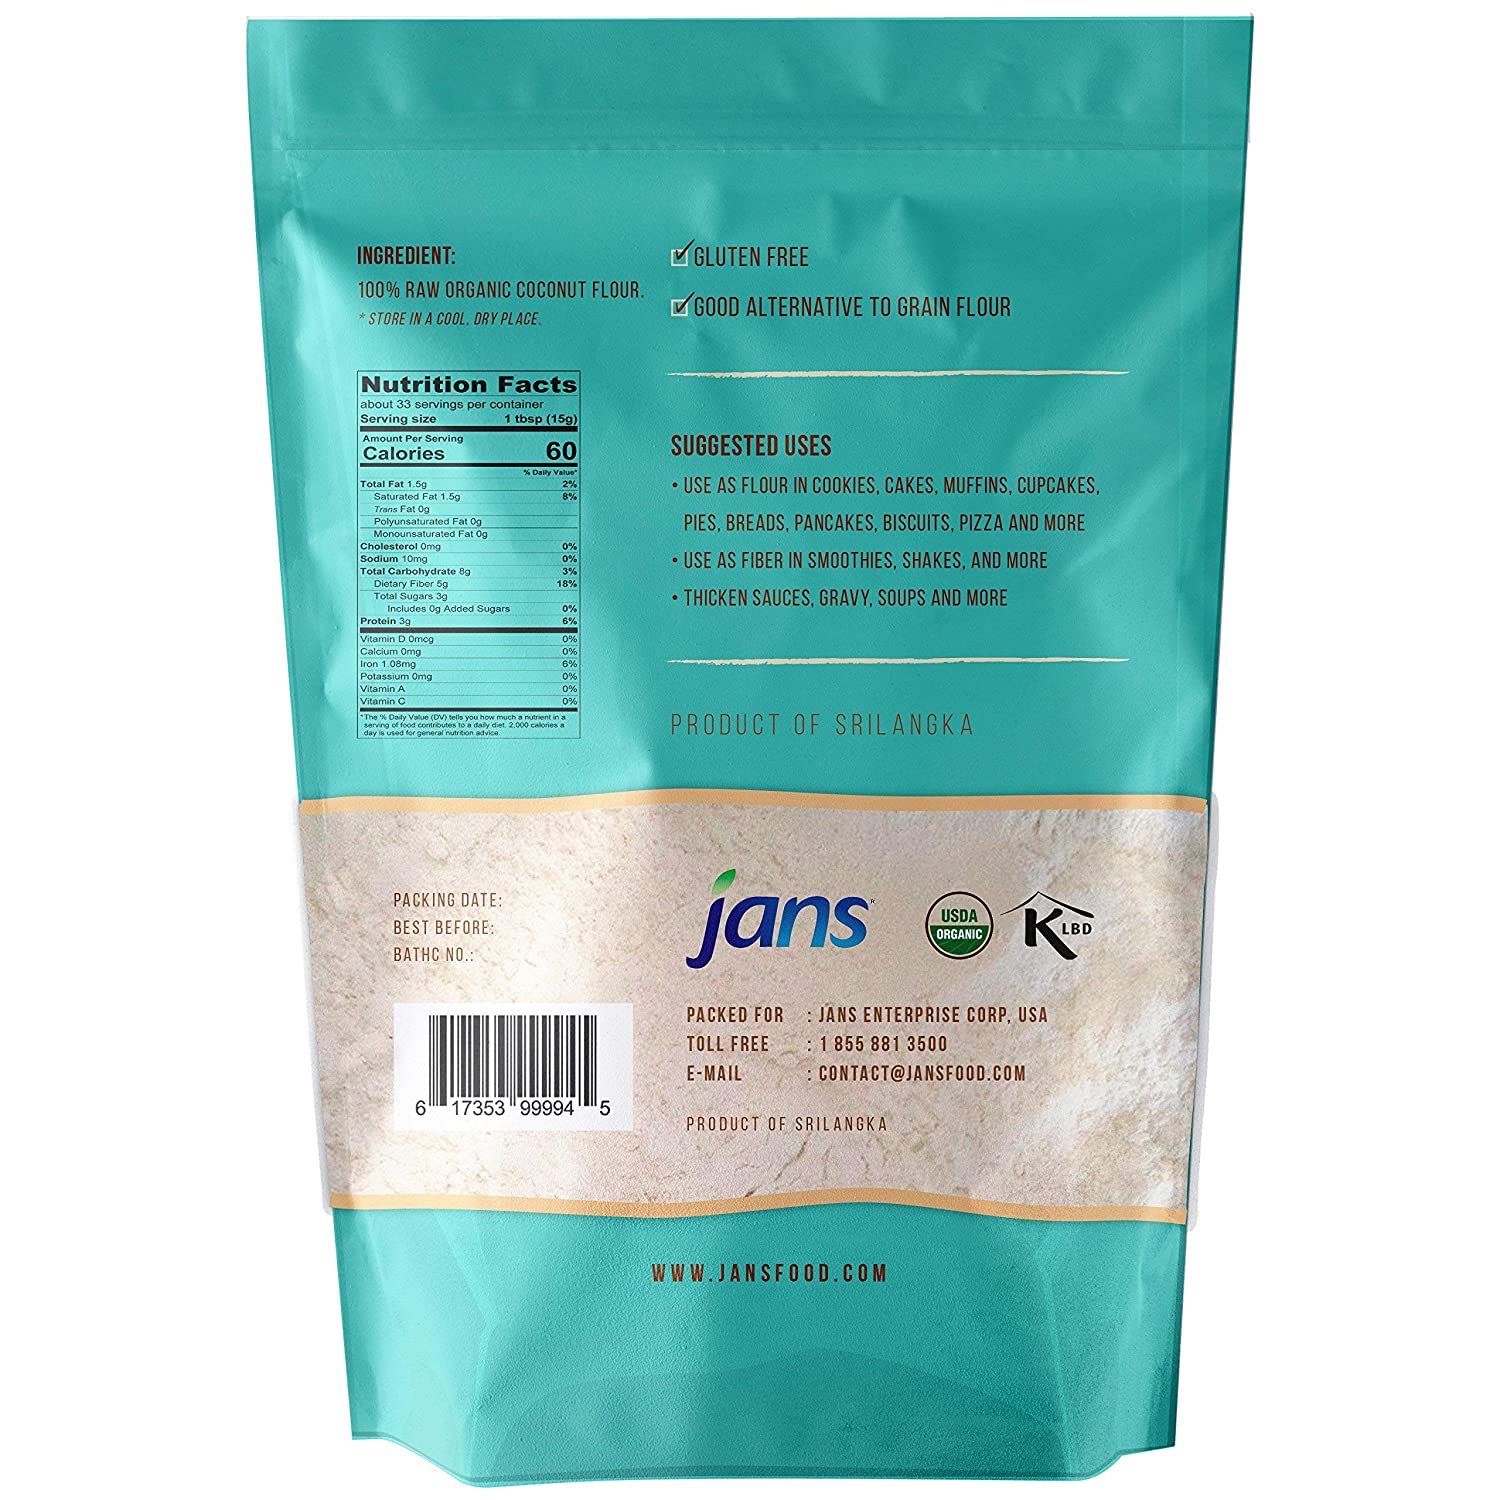 INGREDIENT:
100% RAW ORGANIC COCONUT FLOUR.
* STORE IN A COOL, DRY PLACE.
Nutrition Facts
about 33 servings per container
Serving size 1 tbsp (15g)
Amount Per Serving
Calories 60
% Daily Value*
Total Fat 1.5g 2%
Saturated Fat 1.5g 8%
Trans Fat 0g
Polyunsaturated Fat 0g
Monounsaturated Fat 0g
Cholesterol 0mg 0%
Sodium 10mg 0%
Total Carbohydrate 8g 3%
Dietary Fiber 5g 18%
Total Sugars 3g
Includes 0g Added Sugars 0%
Protein 3g 6%
Vitamin D 0mcg 0%
Calcium 0mg 0%
Iron 1.08mg 6%
Potassium 0mg 0%
Vitamin A 0%
Vitamin C 0%
*The % Daily Value (DV) tells you how much a nutrient in a
serving of food contributes to a daily diet. 2,000 calories a
day is used for general nutrition advice.
GLUTEN FREE
GOOD ALTERNATIVE TO GRAIN FLOUR
SUGGESTED USES
• USE AS FLOUR IN COOKIES, CAKES, MUFFINS, CUPCAKES,
PIES, BREADS, PANCAKES, BISCUITS, PIZZA AND MORE
• USE AS FIBER IN SMOOTHIES, SHAKES, AND MORE
• THICKEN SAUCES, GRAVY, SOUPS AND MORE
PRODUCT OF SRILANGKA
PACKING DATE:
BEST BEFORE:
BATHC NO.:
6 17353 99994 5
jans®
USDA
ORGANIC
K LBD
PACKED FOR : JANS ENTERPRISE CORP, USA
TOLL FREE : 1 855 881 3500
E-MAIL : CONTACT@JANSFOOD.COM
PRODUCT OF SRILANGKA
WWW.JANSFOOD.COM